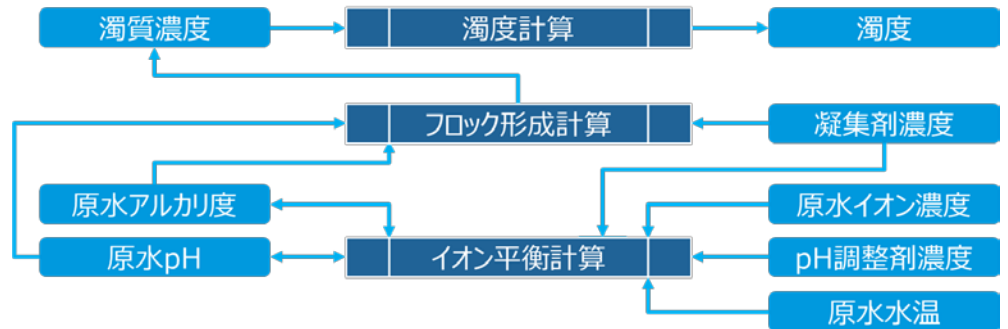 濁質濃度
濁度計算
濁度
フロック形成計算
凝集剤濃度
原水アルカリ度
原水イオン濃度
原水pH
イオン平衡計算
pH調整剤濃度
原水水温